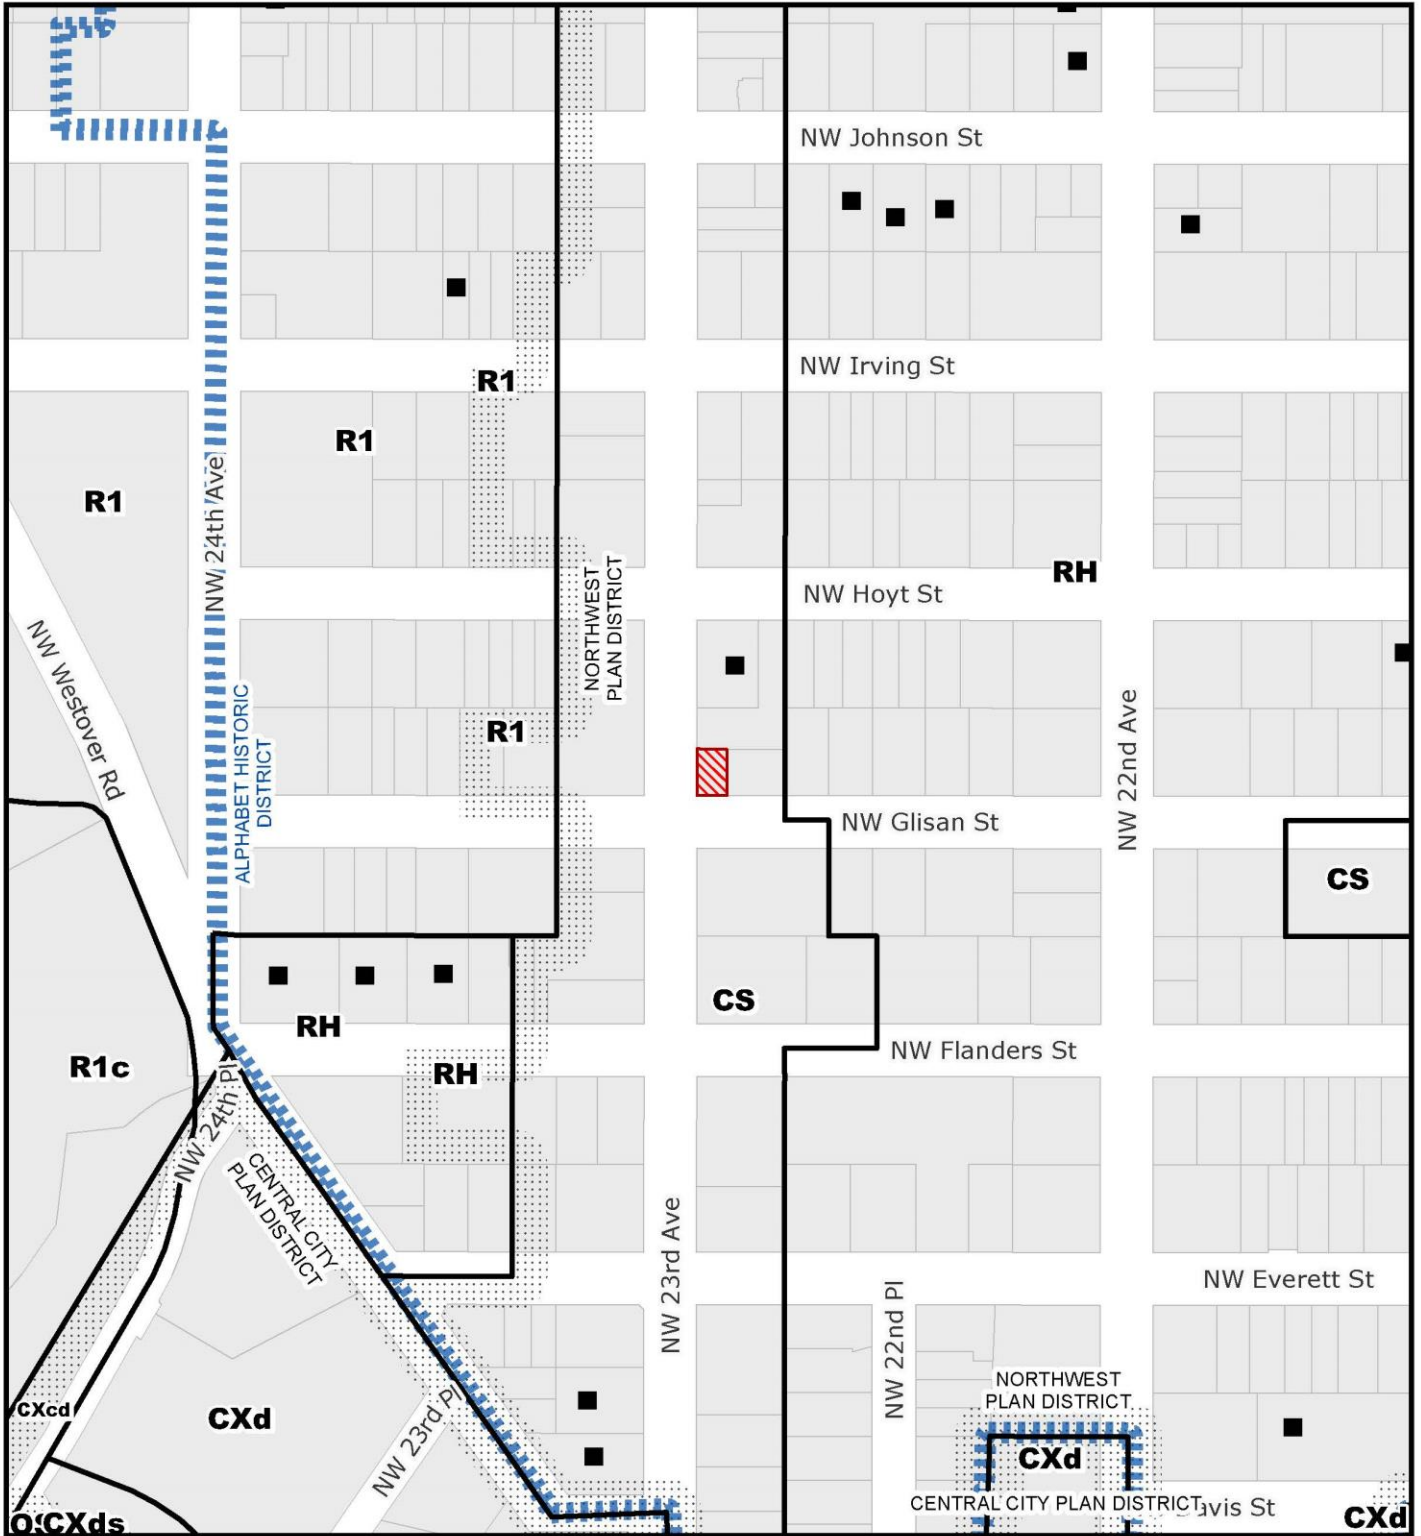 NW Johnson St
NW Irving St
R1
R1
R1
NW 24th Ave
RH
NW Hoyt St
NORTHWEST
PLAN DISTRICT
NW Westover Rd
ALPHABET HISTORIC
DISTRICT
R1
NW 22nd Ave
NW Glisan St
CS
CS
RH
NW Flanders St
R1c
RH
NW 24th Pl
CENTRAL CITY
PLAN DISTRICT
NW 23rd Ave
NW Everett St
NW 22nd Pl
NORTHWEST
PLAN DISTRICT
CXcd
CXd
NW 23rd Pl
CXd
CENTRAL CITY PLAN DISTRICT
avis St
CXds
CXd